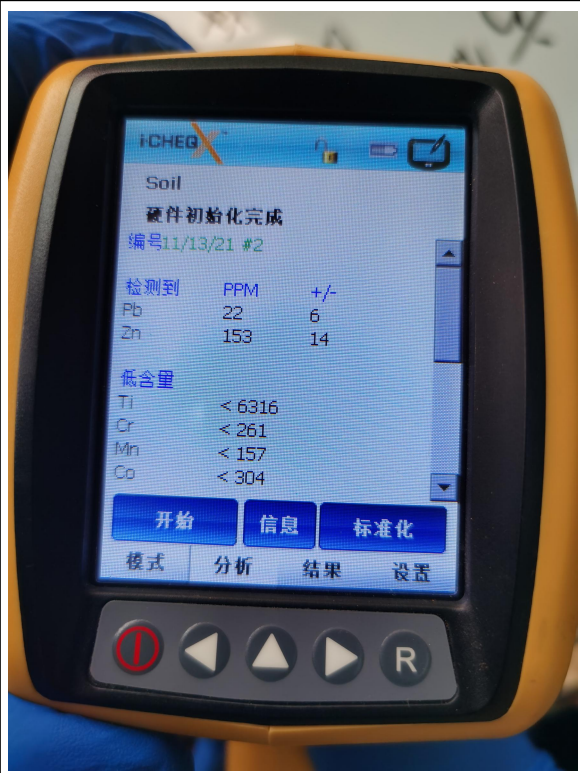 i-CHEQX™
Soil
硬件初始化完成
编号11/13/21 #2
检测到 PPM +/-
Pb 22 6
Zn 153 14
低含量
Ti < 6316
Cr < 261
Mn < 157
Co < 304
开始 信息 标准化
模式 分析 结果 设置
R